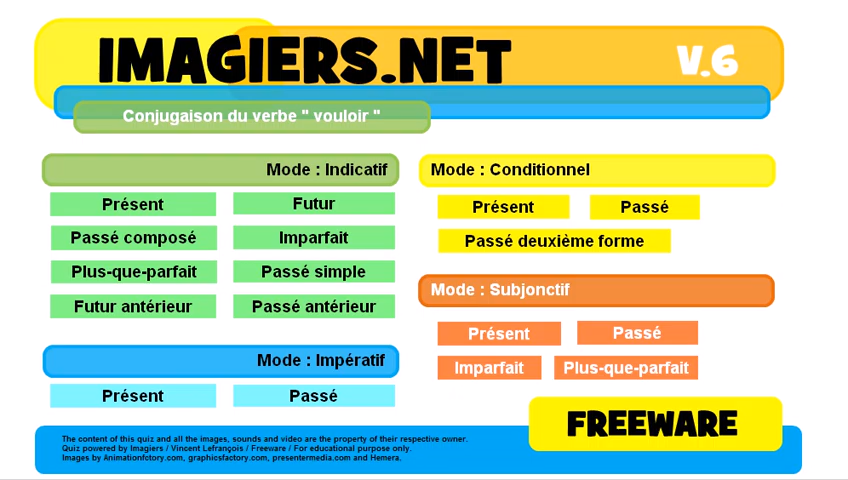 IMAGIERS.NET
V.6
Conjugaison du verbe " vouloir "
Mode : Indicatif
Présent
Futur
Passé composé
Imparfait
Plus-que-parfait
Passé simple
Futur antérieur
Passé antérieur
Mode : Impératif
Présent
Passé
Mode : Conditionnel
Présent
Passé
Passé deuxième forme
Mode : Subjonctif
Présent
Passé
Imparfait
Plus-que-parfait
FREEWARE
The content of this quiz and all the images, sounds and video are the property of their respective owner.
Quiz powered by Imagiers / Vincent Lefrançois / Freeware / For educational purpose only.
Images by Animationfctory.com, graphicsfactory.com, presentermedia.com and Hemera.